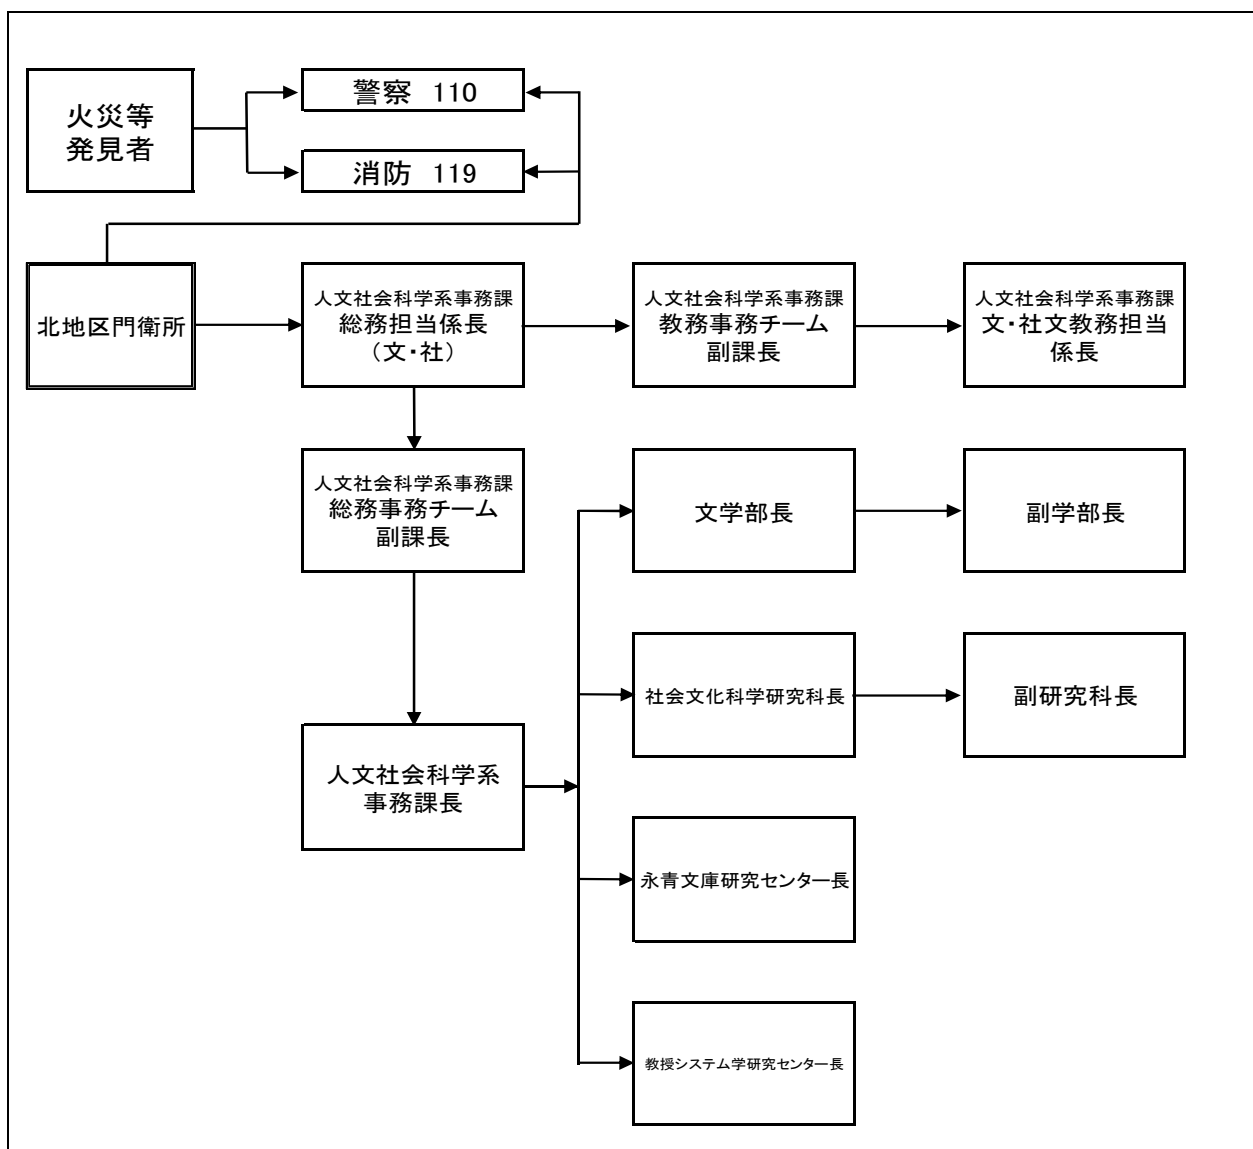 火災等
発見者
警察 110
消防 119
北地区門衛所
人文社会科学系事務課
総務担当係長
(文・社)
人文社会科学系事務課
教務事務チーム
副課長
人文社会科学系事務課
文・社文教務担当
係長
人文社会科学系事務課
総務事務チーム
副課長
文学部長
副学部長
社会文化科学研究科長
副研究科長
人文社会科学系
事務課長
永青文庫研究センター長
教授システム学研究センター長